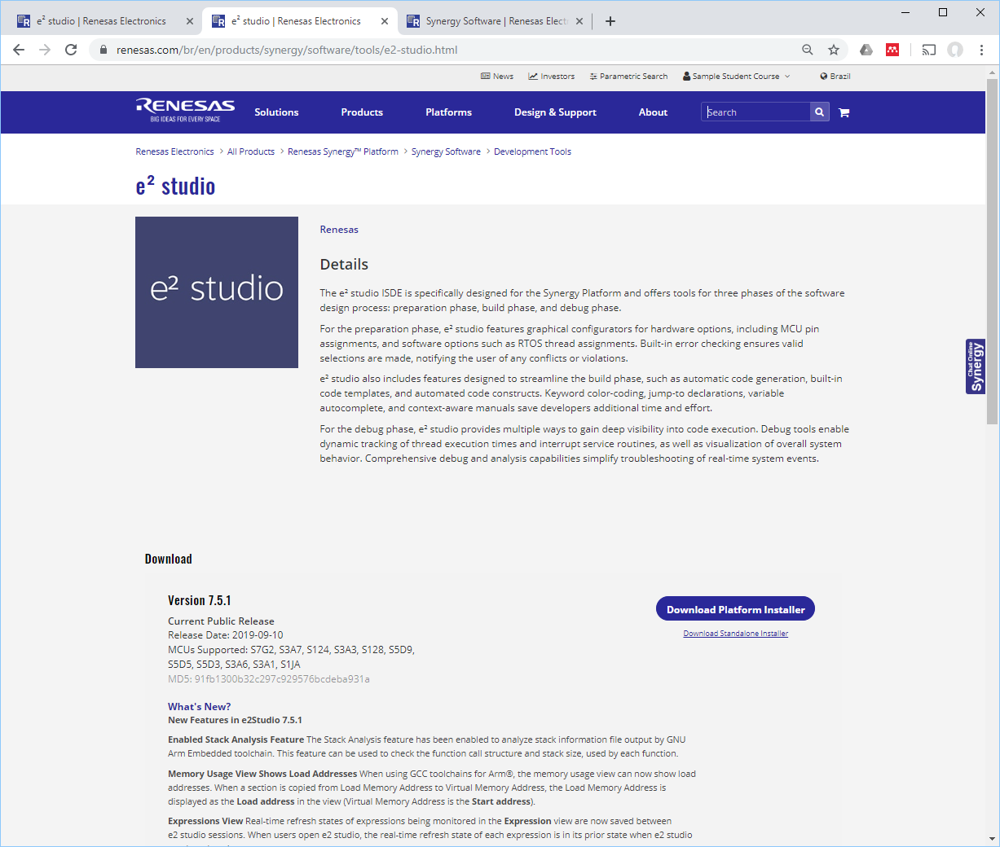 e² studio | Renesas Electronics
e² studio | Renesas Electronics
Synergy Software | Renesas Elect
renesas.com/br/en/products/synergy/software/tools/e2-studio.html
News Investors Parametric Search Sample Student Course Brazil
RENESAS
BIG IDEAS FOR EVERY SPACE
Solutions Products Platforms Design & Support About Search
Renesas Electronics > All Products > Renesas Synergy™ Platform > Synergy Software > Development Tools
e² studio
e² studio
Renesas
Details
The e² studio ISDE is specifically designed for the Synergy Platform and offers tools for three phases of the software
design process: preparation phase, build phase, and debug phase.
For the preparation phase, e² studio features graphical configurators for hardware options, including MCU pin
assignments, and software options such as RTOS thread assignments. Built-in error checking ensures valid
selections are made, notifying the user of any conflicts or violations.
e² studio also includes features designed to streamline the build phase, such as automatic code generation, built-in
code templates, and automated code constructs. Keyword color-coding, jump-to declarations, variable
autocomplete, and context-aware manuals save developers additional time and effort.
For the debug phase, e² studio provides multiple ways to gain deep visibility into code execution. Debug tools enable
dynamic tracking of thread execution times and interrupt service routines, as well as visualization of overall system
behavior. Comprehensive debug and analysis capabilities simplify troubleshooting of real-time system events.
Chat Online
Synergy
Download
Version 7.5.1
Download Platform Installer
Download Standalone Installer
Current Public Release
Release Date: 2019-09-10
MCUs Supported: S7G2, S3A7, S124, S3A3, S128, S5D9,
S5D5, S5D3, S3A6, S3A1, S1JA
MD5: 91fb1300b32c297c929576bcdeba931a
What's New?
New Features in e2Studio 7.5.1
Enabled Stack Analysis Feature The Stack Analysis feature has been enabled to analyze stack information file output by GNU
Arm Embedded toolchain. This feature can be used to check the function call structure and stack size, used by each function.
Memory Usage View Shows Load Addresses When using GCC toolchains for Arm®, the memory usage view can now show load
addresses. When a section is copied from Load Memory Address to Virtual Memory Address, the Load Memory Address is
displayed as the Load address in the view (Virtual Memory Address is the Start address).
Expressions View Real-time refresh states of expressions being monitored in the Expression view are now saved between
e2 studio sessions. When users open e2 studio, the real-time refresh state of each expression is in its prior state when e2 studio